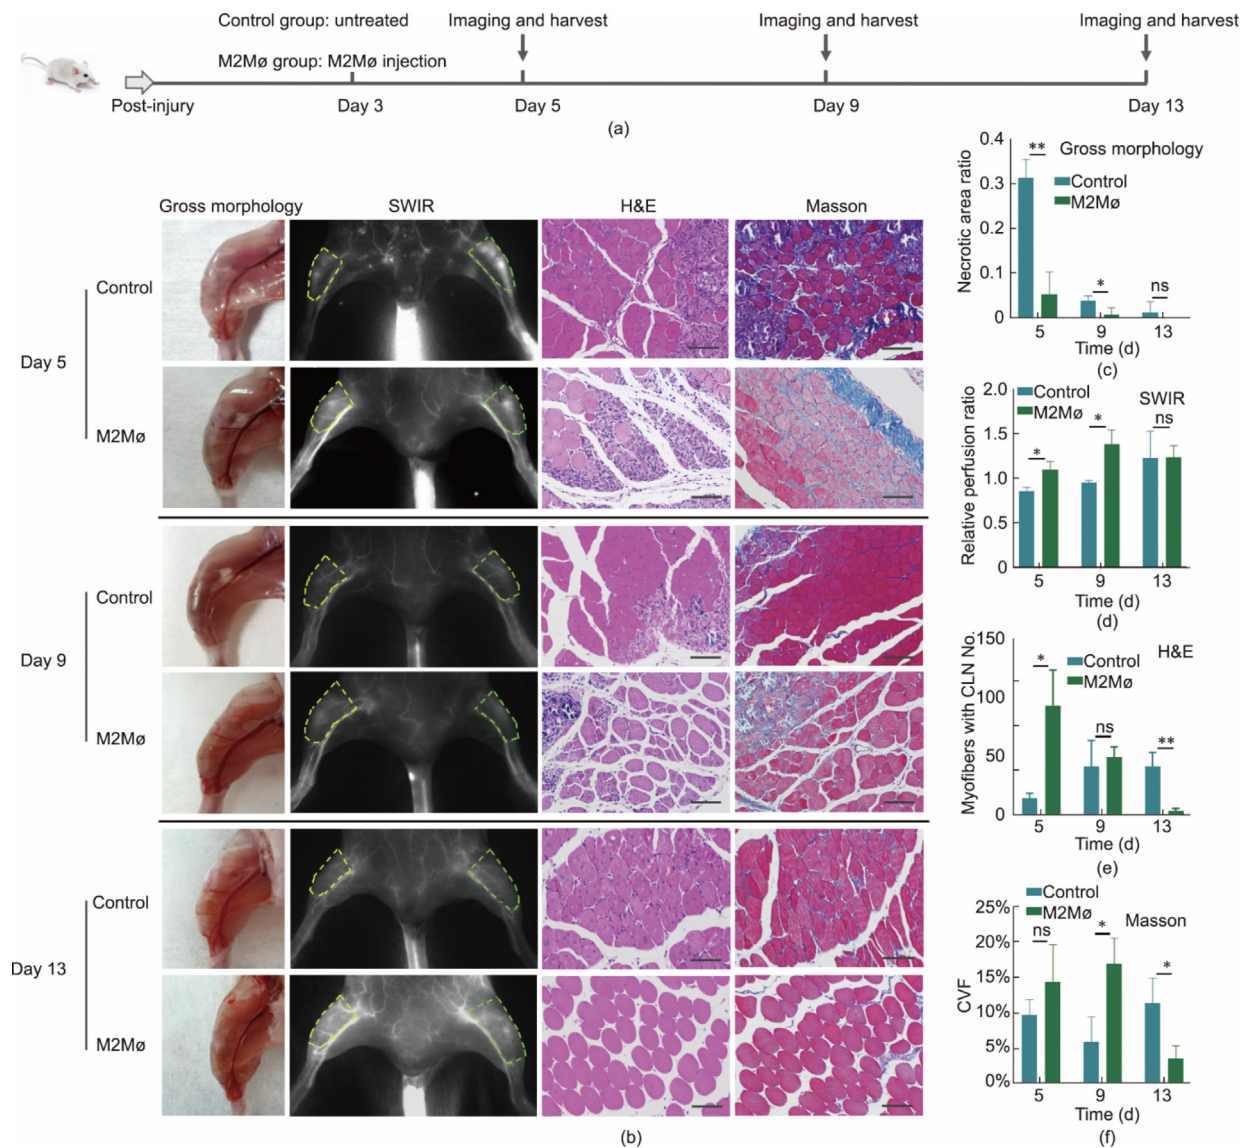 Control group: untreated
Imaging and harvest
Imaging and harvest
Imaging and harvest
M2Mø group: M2Mø injection
Post-injury
Day 3
Day 5
Day 9
Day 13
(a)
Gross morphology
SWIR
H&E
Masson
Control
Day 5
M2Mø
Control
Day 9
M2Mø
Control
Day 13
M2Mø
(b)
0.4
0.3
0.2
0.1
0
Necrotic area ratio
**
Gross morphology
Control
M2Mø
*
ns
5
9
13
Time (d)
(c)
2.0
1.5
1.0
0.5
0
Relative perfusion ratio
Control
M2Mø
SWIR
*
*
ns
5
9
13
Time (d)
(d)
150
100
50
0
Myofibers with CLN No.
H&E
Control
M2Mø
*
ns
**
5
9
13
Time (d)
(e)
Control
M2Mø
25%
20%
15%
10%
5%
0%
CVF
Masson
ns
*
*
5
9
13
Time (d)
(f)